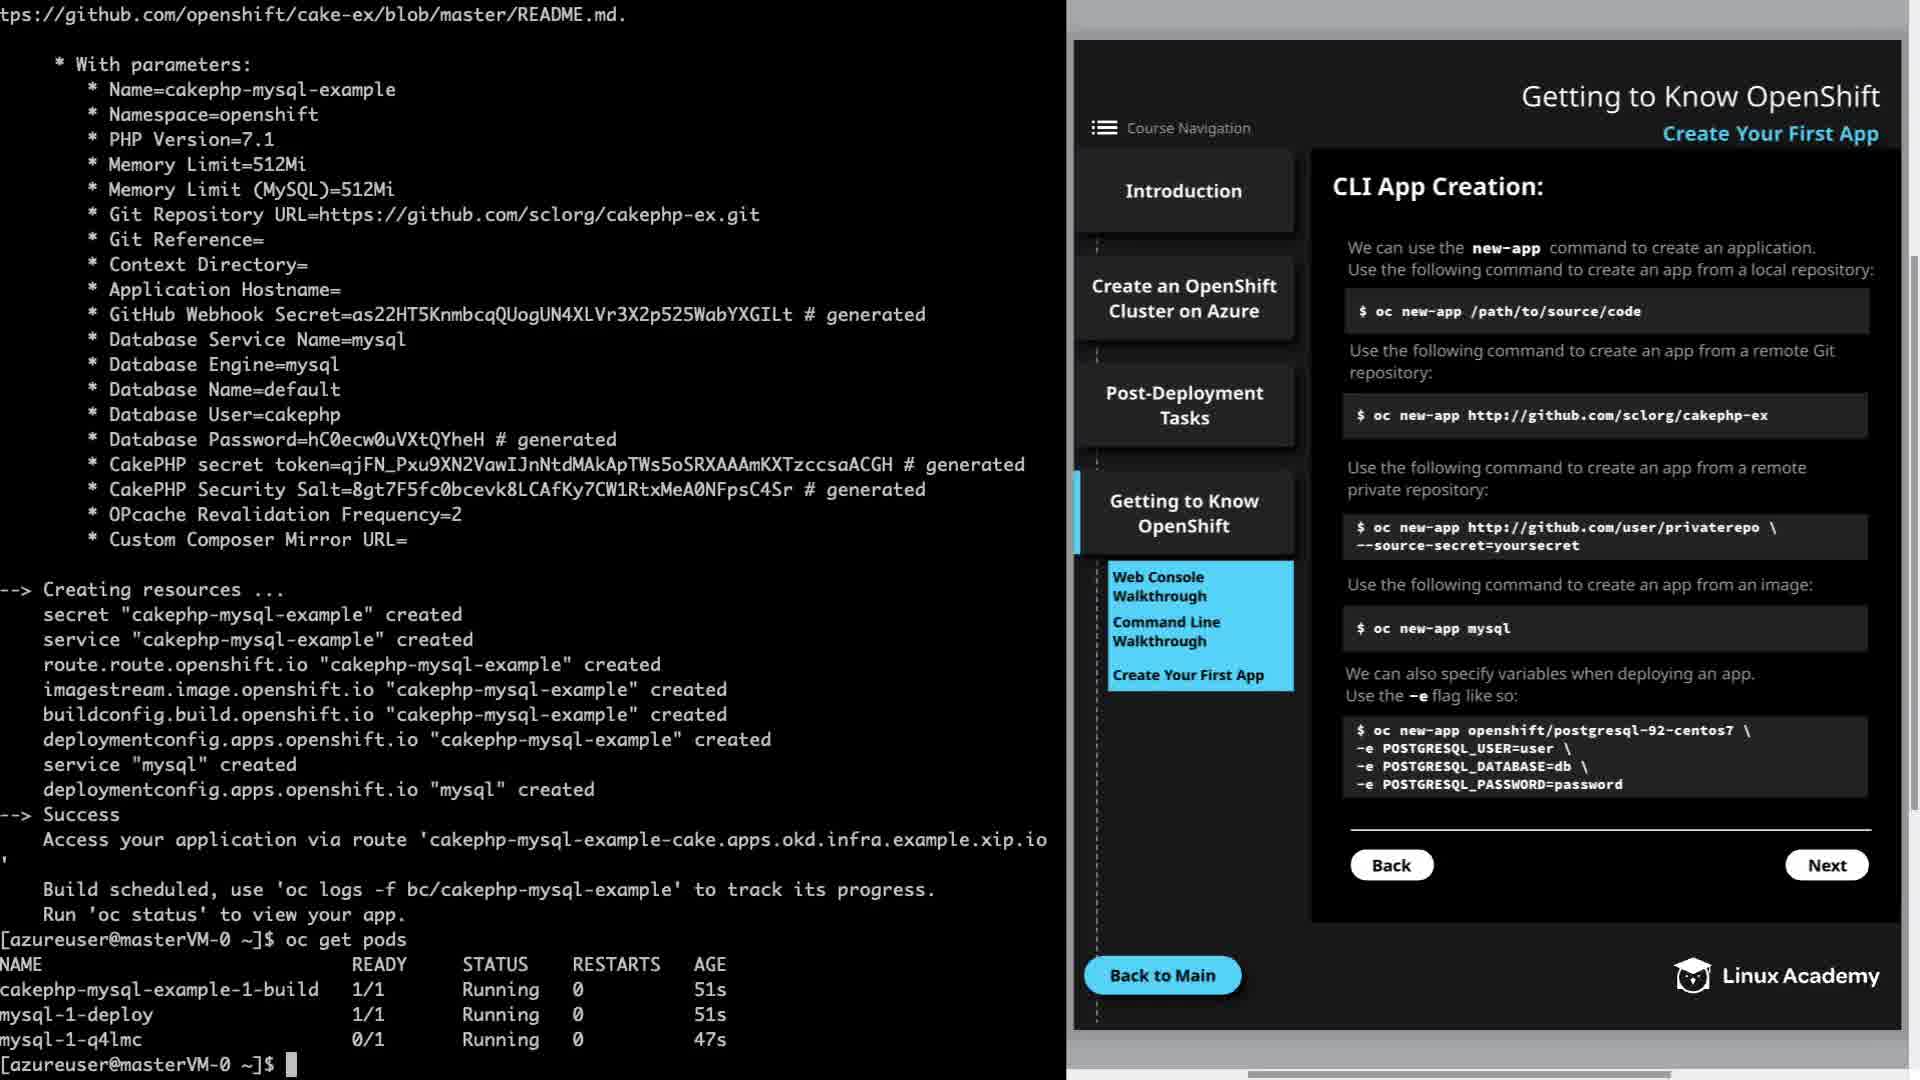 tps://github.com/openshift/cake-ex/blob/master/README.md.
* With parameters:
* Name=cakephp-mysql-example
* Namespace=openshift
* PHP Version=7.1
* Memory Limit=512Mi
* Memory Limit (MySQL)=512Mi
* Git Repository URL=https://github.com/sclorg/cakephp-ex.git
* Git Reference=
* Context Directory=
* Application Hostname=
* GitHub Webhook Secret=as22HT5KnmbcqQUogUN4XLVr3X2p525WabYXGILt # generated
* Database Service Name=mysql
* Database Engine=mysql
* Database Name=default
* Database User=cakephp
* Database Password=hC0ecw0uVXtQYheH # generated
* CakePHP secret token=qjFN_Pxu9XN2VawIJnNtdMAkApTWs5oSRXAAAmKXTzccsaACGH # generated
* CakePHP Security Salt=8gt7F5fc0bcevk8LCAfKy7CW1RtxMeA0NFpsC4Sr # generated
* OPcache Revalidation Frequency=2
* Custom Composer Mirror URL=
--> Creating resources ...
secret "cakephp-mysql-example" created
service "cakephp-mysql-example" created
route.route.openshift.io "cakephp-mysql-example" created
imagestream.image.openshift.io "cakephp-mysql-example" created
buildconfig.build.openshift.io "cakephp-mysql-example" created
deploymentconfig.apps.openshift.io "cakephp-mysql-example" created
service "mysql" created
deploymentconfig.apps.openshift.io "mysql" created
--> Success
Access your application via route 'cakephp-mysql-example-cake.apps.okd.infra.example.xip.io
'
Build scheduled, use 'oc logs -f bc/cakephp-mysql-example' to track its progress.
Run 'oc status' to view your app.
[azureuser@masterVM-0 ~]$ oc get pods
NAME READY STATUS RESTARTS AGE
cakephp-mysql-example-1-build 1/1 Running 0 51s
mysql-1-deploy 1/1 Running 0 51s
mysql-1-q4lmc 0/1 Running 0 47s
[azureuser@masterVM-0 ~]$
Getting to Know OpenShift
Create Your First App
Course Navigation
Introduction
Create an OpenShift
Cluster on Azure
Post-Deployment
Tasks
Getting to Know
OpenShift
Web Console
Walkthrough
Command Line
Walkthrough
Create Your First App
Back to Main
CLI App Creation:
We can use the new-app command to create an application.
Use the following command to create an app from a local repository:
$ oc new-app /path/to/source/code
Use the following command to create an app from a remote Git
repository:
$ oc new-app http://github.com/sclorg/cakephp-ex
Use the following command to create an app from a remote
private repository:
$ oc new-app http://github.com/user/privaterepo \
--source-secret=yoursecret
Use the following command to create an app from an image:
$ oc new-app mysql
We can also specify variables when deploying an app.
Use the -e flag like so:
$ oc new-app openshift/postgresql-92-centos7 \
-e POSTGRESQL_USER=user \
-e POSTGRESQL_DATABASE=db \
-e POSTGRESQL_PASSWORD=password
Back
Next
Linux Academy